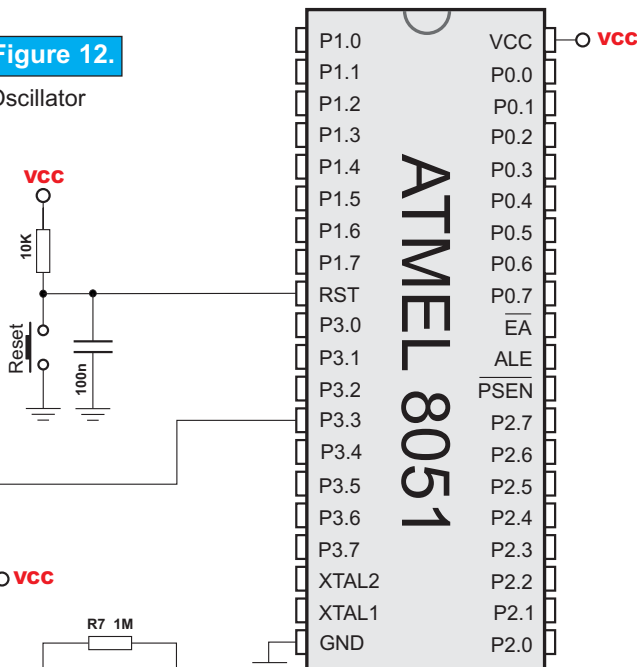 Figure 12.
Oscillator
vcc
10K
Reset
100n
vcc
R7 1M
P1.0
P1.1
P1.2
P1.3
P1.4
P1.5
P1.6
P1.7
RST
P3.0
P3.1
P3.2
P3.3
P3.4
P3.5
P3.6
P3.7
XTAL2
XTAL1
GND
ATMEL 8051
VCC
P0.0
P0.1
P0.2
P0.3
P0.4
P0.5
P0.6
P0.7
EA
ALE
PSEN
P2.7
P2.6
P2.5
P2.4
P2.3
P2.2
P2.1
P2.0
vcc